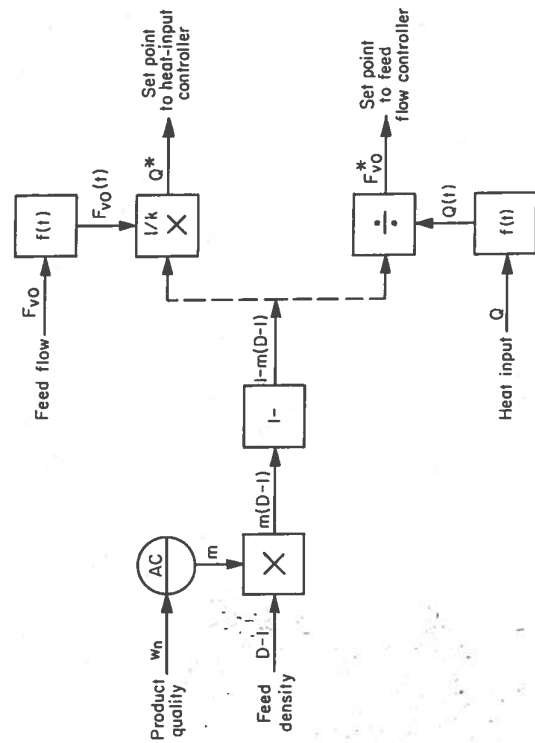 Set point
to heat-input
controller
Q*
F_vo(t)
f(t)
1/k
×
F_vo
Feed flow
Set point
to feed
flow controller
F*_vo
÷
Q(t)
f(t)
Q
Heat input
1-m(D-1)
1-
m(D-1)
AC
m
×
w_n
Product
quality
D-1
Feed
density